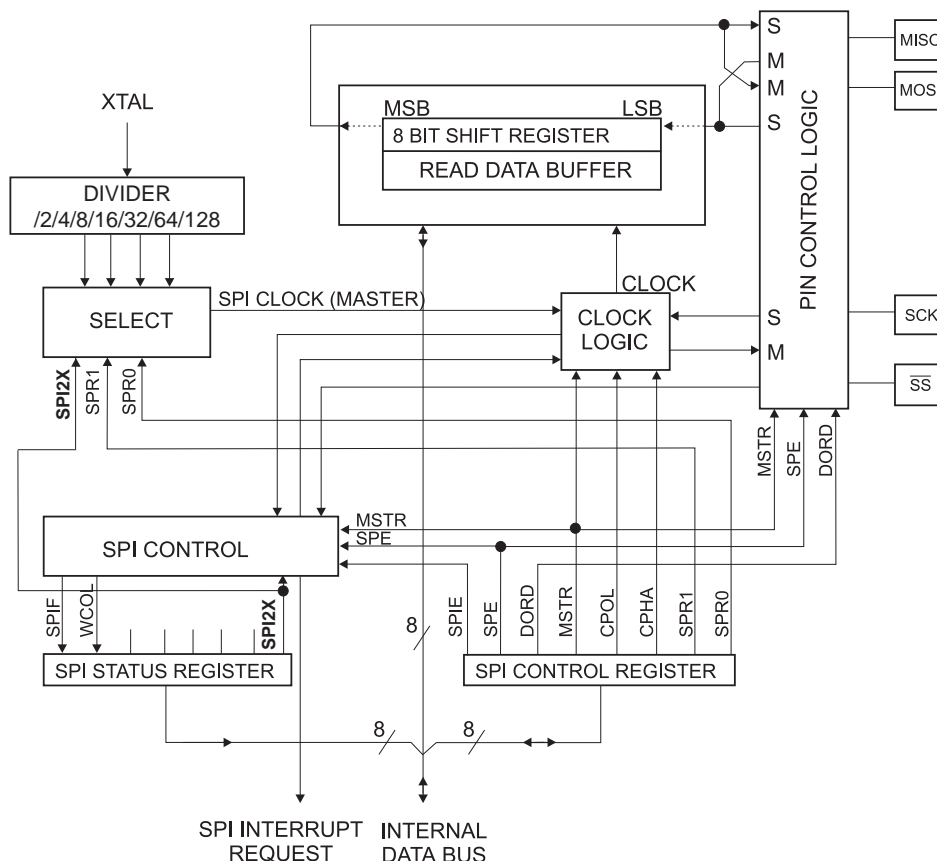 S
MISO
M
XTAL
MSB
LSB
M
MOSI
8 BIT SHIFT REGISTER
S
READ DATA BUFFER
DIVIDER
/2/4/8/16/32/64/128
PIN CONTROL LOGIC
SPI CLOCK (MASTER)
CLOCK
SELECT
CLOCK
LOGIC
S
SCK
M
SPI2X
SPR1
SPR0
SS
MSTR
SPE
DORD
SPI CONTROL
MSTR
SPE
SPIF
WCOL
SPI2X
8
SPIE
SPE
DORD
MSTR
CPOL
CPHA
SPR1
SPR0
SPI STATUS REGISTER
SPI CONTROL REGISTER
8
8
SPI INTERRUPT
REQUEST
INTERNAL
DATA BUS